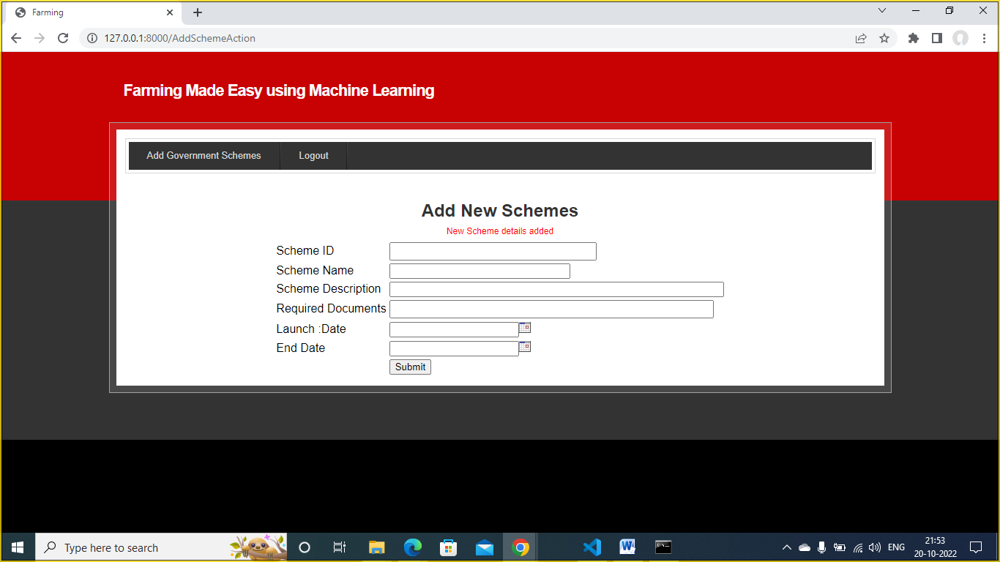 Farming
127.0.0.1:8000/AddSchemeAction
Farming Made Easy using Machine Learning
Add Government Schemes Logout
Add New Schemes
New Scheme details added
Scheme ID
Scheme Name
Scheme Description
Required Documents
Launch :Date
End Date
Submit
Type here to search
ENG
21:53
20-10-2022